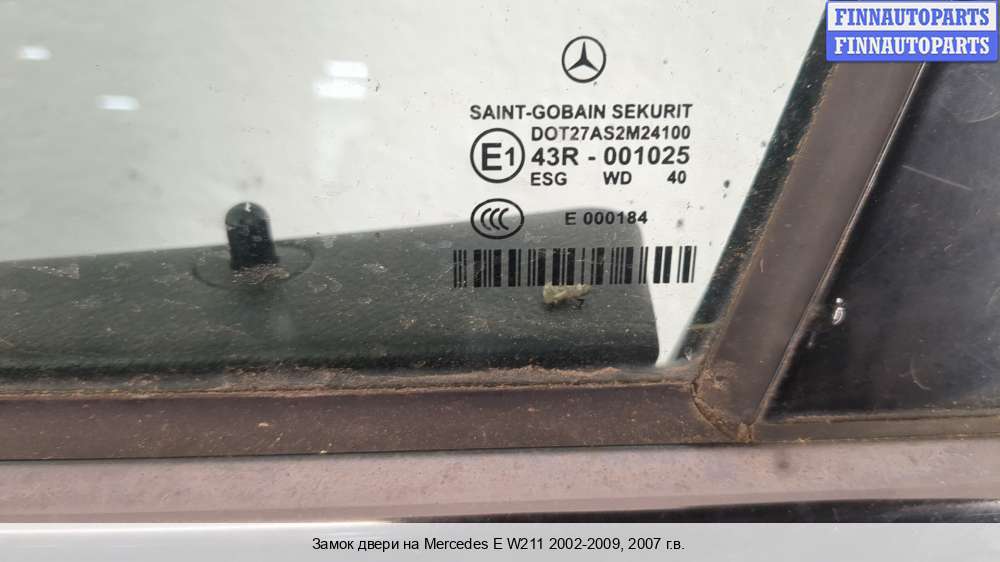 FINNAUTOPARTS
FINNAUTOPARTS
SAINT-GOBAIN SEKURIT
DOT27AS2M24100
E1 43R - 001025
ESG WD 40
CCC E 000184
Замок двери на Mercedes E W211 2002-2009, 2007 г.в.